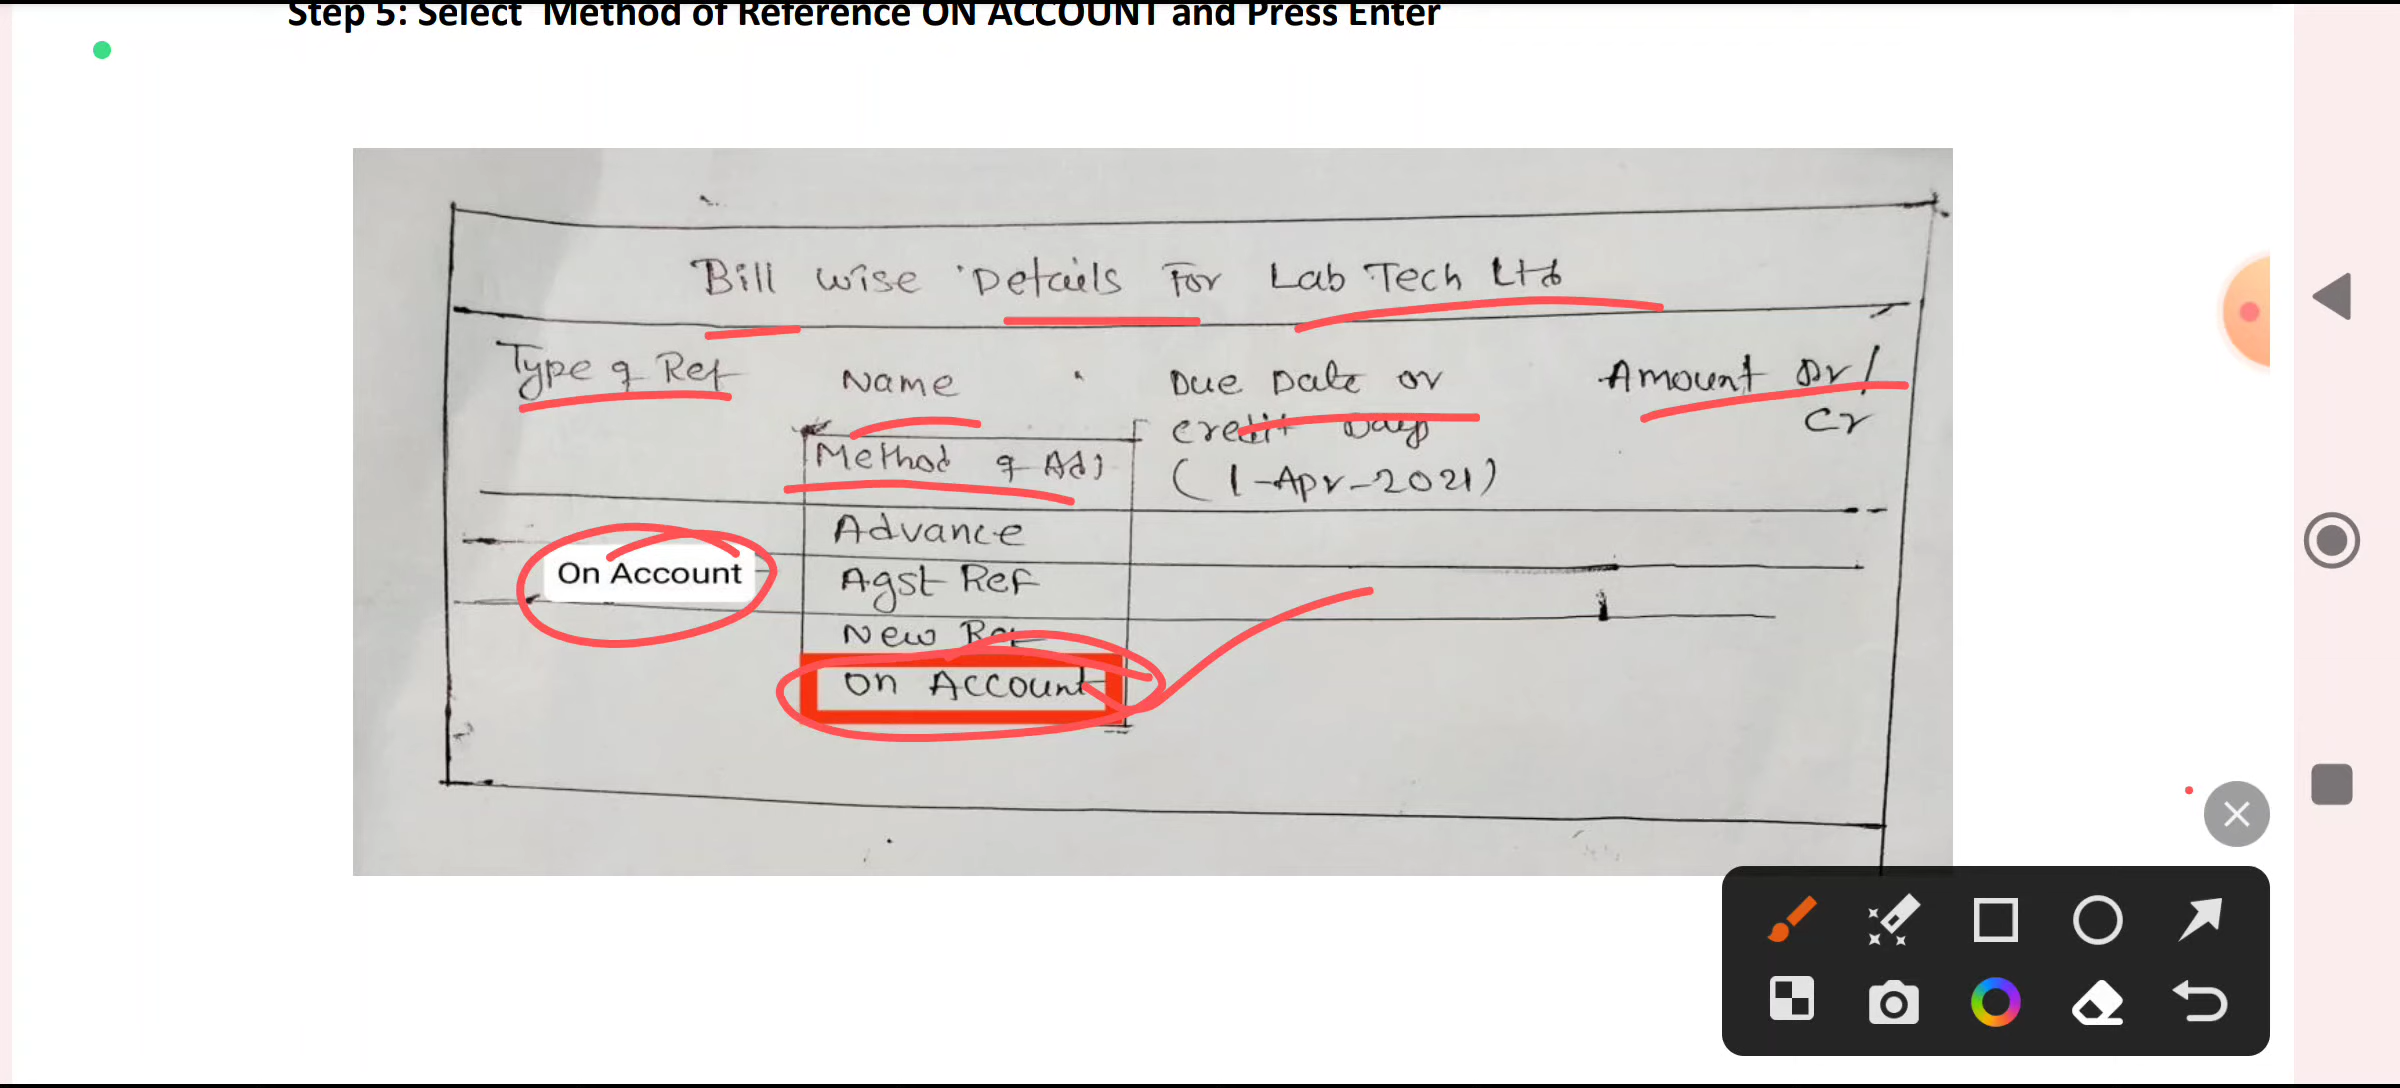 Step 5: Select Method of Reference ON ACCOUNT and Press Enter
Bill wise Details For Lab Tech Ltd
Type of Ref Name Due Date or Amount Dr/
credit Days Cr
Method of Adj (1-Apr-2021)
Advance
On Account Agst Ref
New Ref
On Account